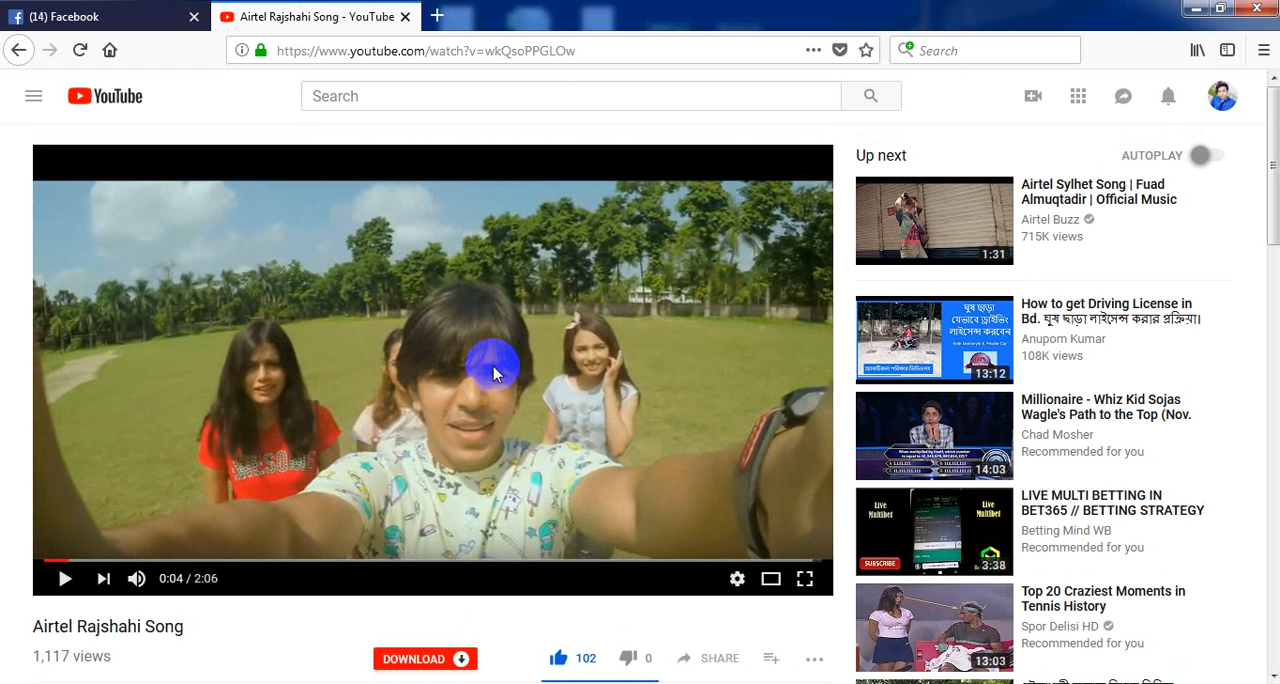 (14) Facebook
Airtel Rajshahi Song - YouTube
https://www.youtube.com/watch?v=wkQsoPPGLOw
Search
YouTube
Search
Up next
AUTOPLAY
Airtel Sylhet Song | Fuad
Almuqtadir | Official Music
Airtel Buzz
715K views
1:31
How to get Driving License in
Bd. ঘুষ ছাড়া লাইসেন্স করার প্রক্রিয়া।
Anupom Kumar
108K views
ঘুষ ছাড়া
যেভাবে ড্রাইভিং
লাইসেন্স করবেন
13:12
Millionaire - Whiz Kid Sojas
Wagle's Path to the Top (Nov.
Chad Mosher
Recommended for you
14:03
LIVE MULTI BETTING IN
BET365 // BETTING STRATEGY
Betting Mind WB
Recommended for you
Live
Multibet
Live
Multibet
SUBSCRIBE
3:38
Top 20 Craziest Moments in
Tennis History
Spor Delisi HD
Recommended for you
13:03
0:04 / 2:06
Airtel Rajshahi Song
1,117 views
DOWNLOAD
102
0
SHARE